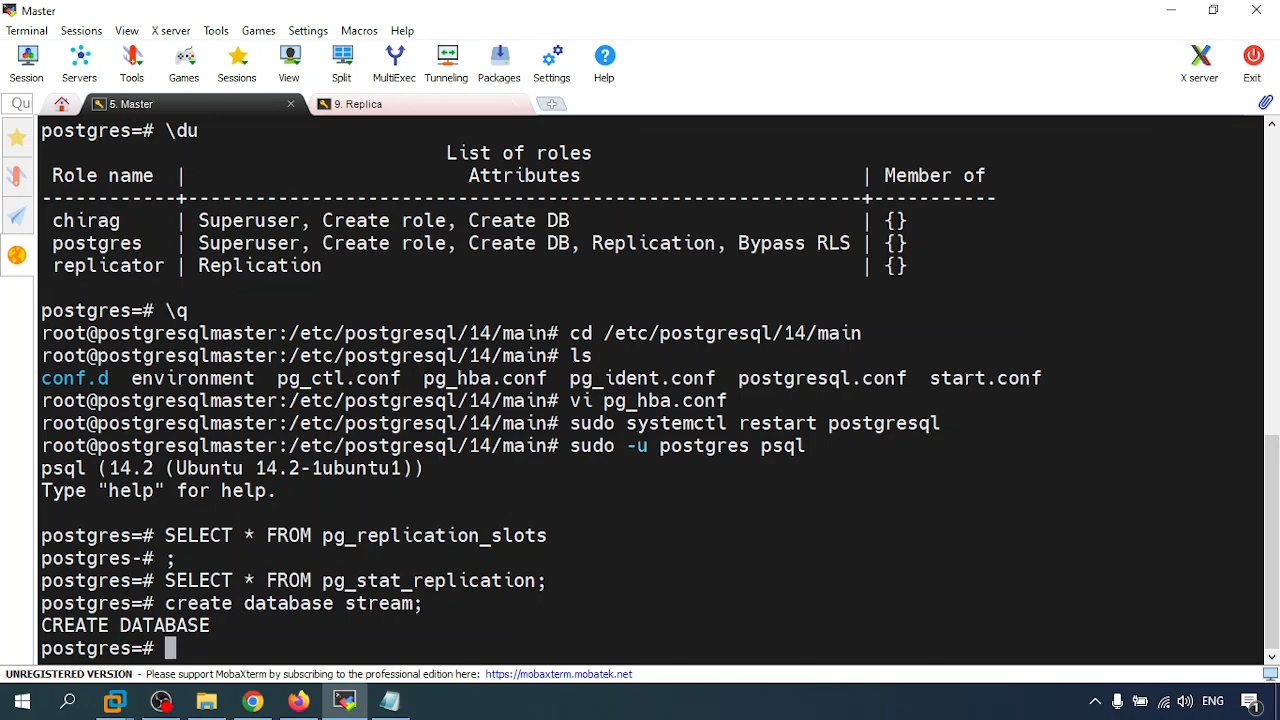 Master
Terminal Sessions View X server Tools Games Settings Macros Help
Session Servers Tools Games Sessions View Split MultiExec Tunneling Packages Settings Help X server Exit
Qu 5. Master 9. Replica
postgres=# \du
List of roles
Role name | Attributes | Member of
------------+------------------------------------------------------------+-----------
chirag | Superuser, Create role, Create DB | {}
postgres | Superuser, Create role, Create DB, Replication, Bypass RLS | {}
replicator | Replication | {}
postgres=# \q
root@postgresqlmaster:/etc/postgresql/14/main# cd /etc/postgresql/14/main
root@postgresqlmaster:/etc/postgresql/14/main# ls
conf.d environment pg_ctl.conf pg_hba.conf pg_ident.conf postgresql.conf start.conf
root@postgresqlmaster:/etc/postgresql/14/main# vi pg_hba.conf
root@postgresqlmaster:/etc/postgresql/14/main# sudo systemctl restart postgresql
root@postgresqlmaster:/etc/postgresql/14/main# sudo -u postgres psql
psql (14.2 (Ubuntu 14.2-1ubuntu1))
Type "help" for help.
postgres=# SELECT * FROM pg_replication_slots
postgres-# ;
postgres=# SELECT * FROM pg_stat_replication;
postgres=# create database stream;
CREATE DATABASE
postgres=#
UNREGISTERED VERSION - Please support MobaXterm by subscribing to the professional edition here: https://mobaxterm.mobatek.net
ENG 1